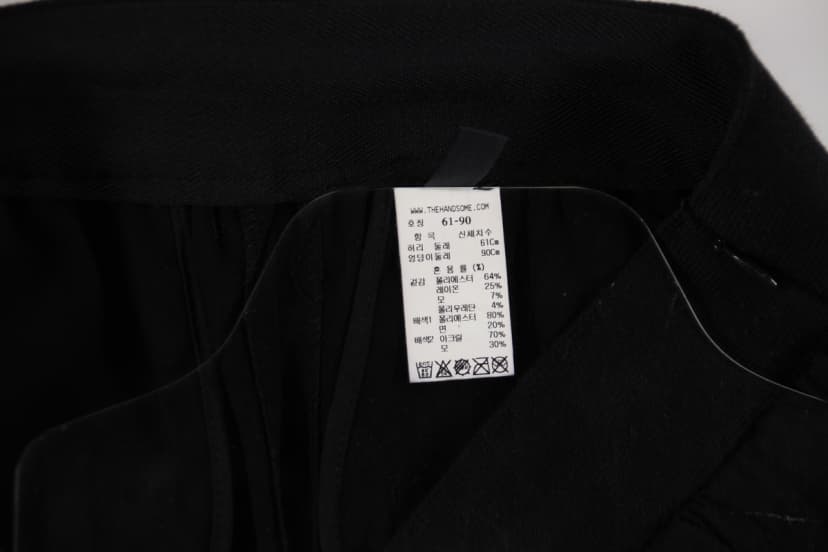 WWW.THEHANDSOME.COM
호칭 61-90
항 목 신체치수
허리 둘레 61Cm
엉덩이둘레 90Cm
혼 용 률 (%)
겉감 폴리에스터 64%
레이온 25%
모 7%
폴리우레탄 4%
배색1 폴리에스터 80%
면 20%
배색2 아크릴 70%
모 30%